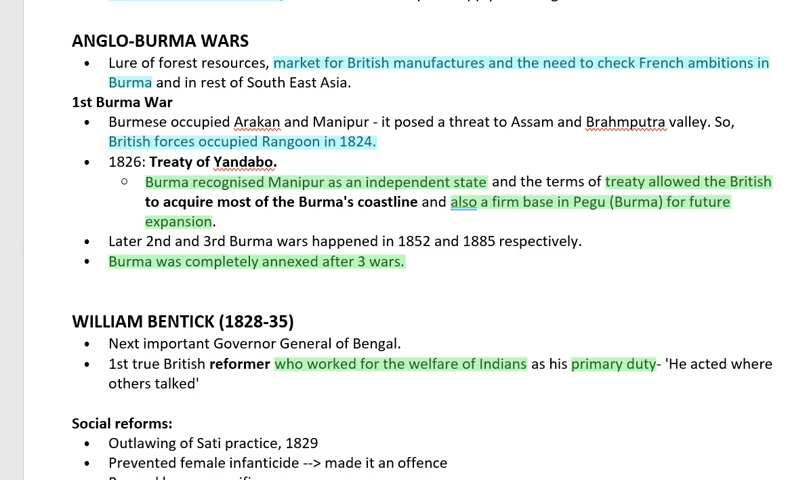 ANGLO-BURMA WARS
• Lure of forest resources, market for British manufactures and the need to check French ambitions in
Burma and in rest of South East Asia.
1st Burma War
• Burmese occupied Arakan and Manipur - it posed a threat to Assam and Brahmputra valley. So,
British forces occupied Rangoon in 1824.
• 1826: Treaty of Yandabo.
○ Burma recognised Manipur as an independent state and the terms of treaty allowed the British
to acquire most of the Burma's coastline and also a firm base in Pegu (Burma) for future
expansion.
• Later 2nd and 3rd Burma wars happened in 1852 and 1885 respectively.
• Burma was completely annexed after 3 wars.
WILLIAM BENTICK (1828-35)
• Next important Governor General of Bengal.
• 1st true British reformer who worked for the welfare of Indians as his primary duty- 'He acted where
others talked'
Social reforms:
• Outlawing of Sati practice, 1829
• Prevented female infanticide --> made it an offence